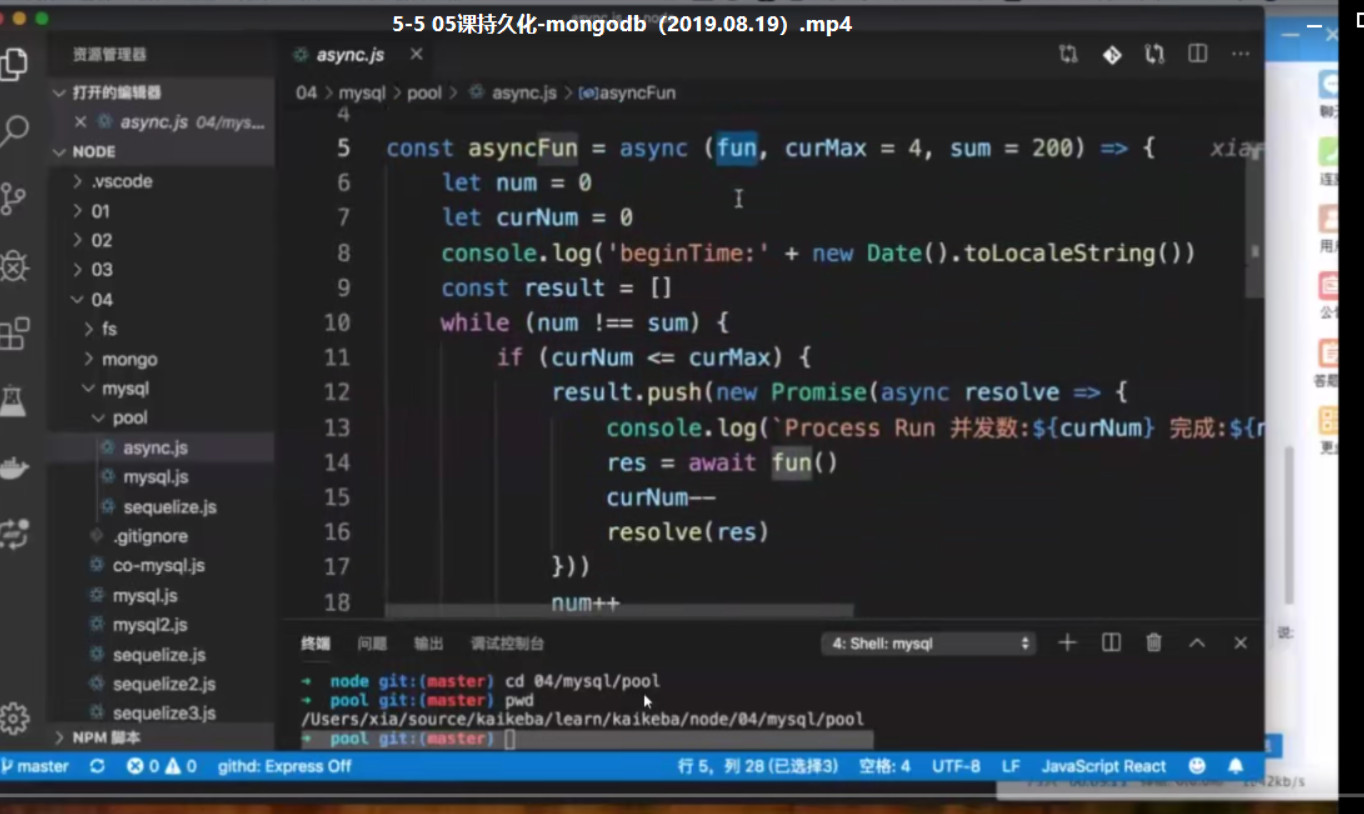 5-5 05课持久化-mongodb（2019.08.19）.mp4
资源管理器
打开的编辑器
async.js 04/mys...
NODE
.vscode
01
02
03
04
fs
mongo
mysql
pool
async.js
mysql.js
sequelize.js
.gitignore
co-mysql.js
mysql.js
mysql2.js
sequelize.js
sequelize2.js
sequelize3.js
NPM 脚本
async.js
04 > mysql > pool > async.js > asyncFun
4
5 const asyncFun = async (fun, curMax = 4, sum = 200) => {
6 let num = 0
7 let curNum = 0
8 console.log('beginTime:' + new Date().toLocaleString())
9 const result = []
10 while (num !== sum) {
11 if (curNum <= curMax) {
12 result.push(new Promise(async resolve => {
13 console.log(`Process Run 并发数:${curNum} 完成:${
14 res = await fun()
15 curNum--
16 resolve(res)
17 }))
18 num++
终端 问题 输出 调试控制台 4: Shell: mysql
→ node git:(master) cd 04/mysql/pool
→ pool git:(master) pwd
/Users/xia/source/kaikeba/learn/kaikeba/node/04/mysql/pool
→ pool git:(master)
master 0 0 githd: Express Off 行 5，列 28 (已选择3) 空格: 4 UTF-8 LF JavaScript React